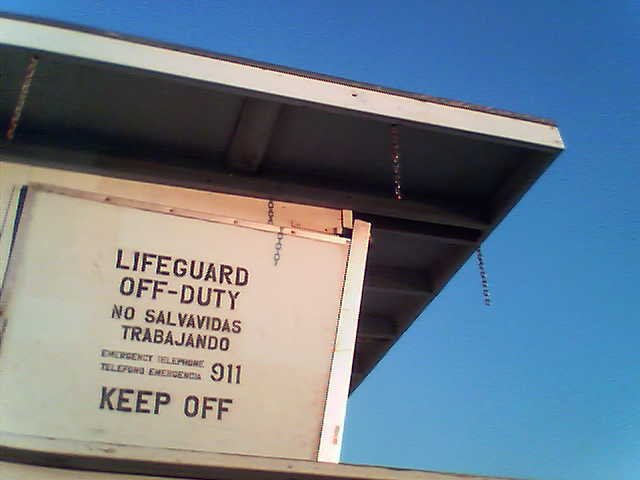 LIFEGUARD
OFF-DUTY
NO SALVAVIDAS
TRABAJANDO
EMERGENCY TELEPHONE
TELEFONO EMERGENCIA 911
KEEP OFF